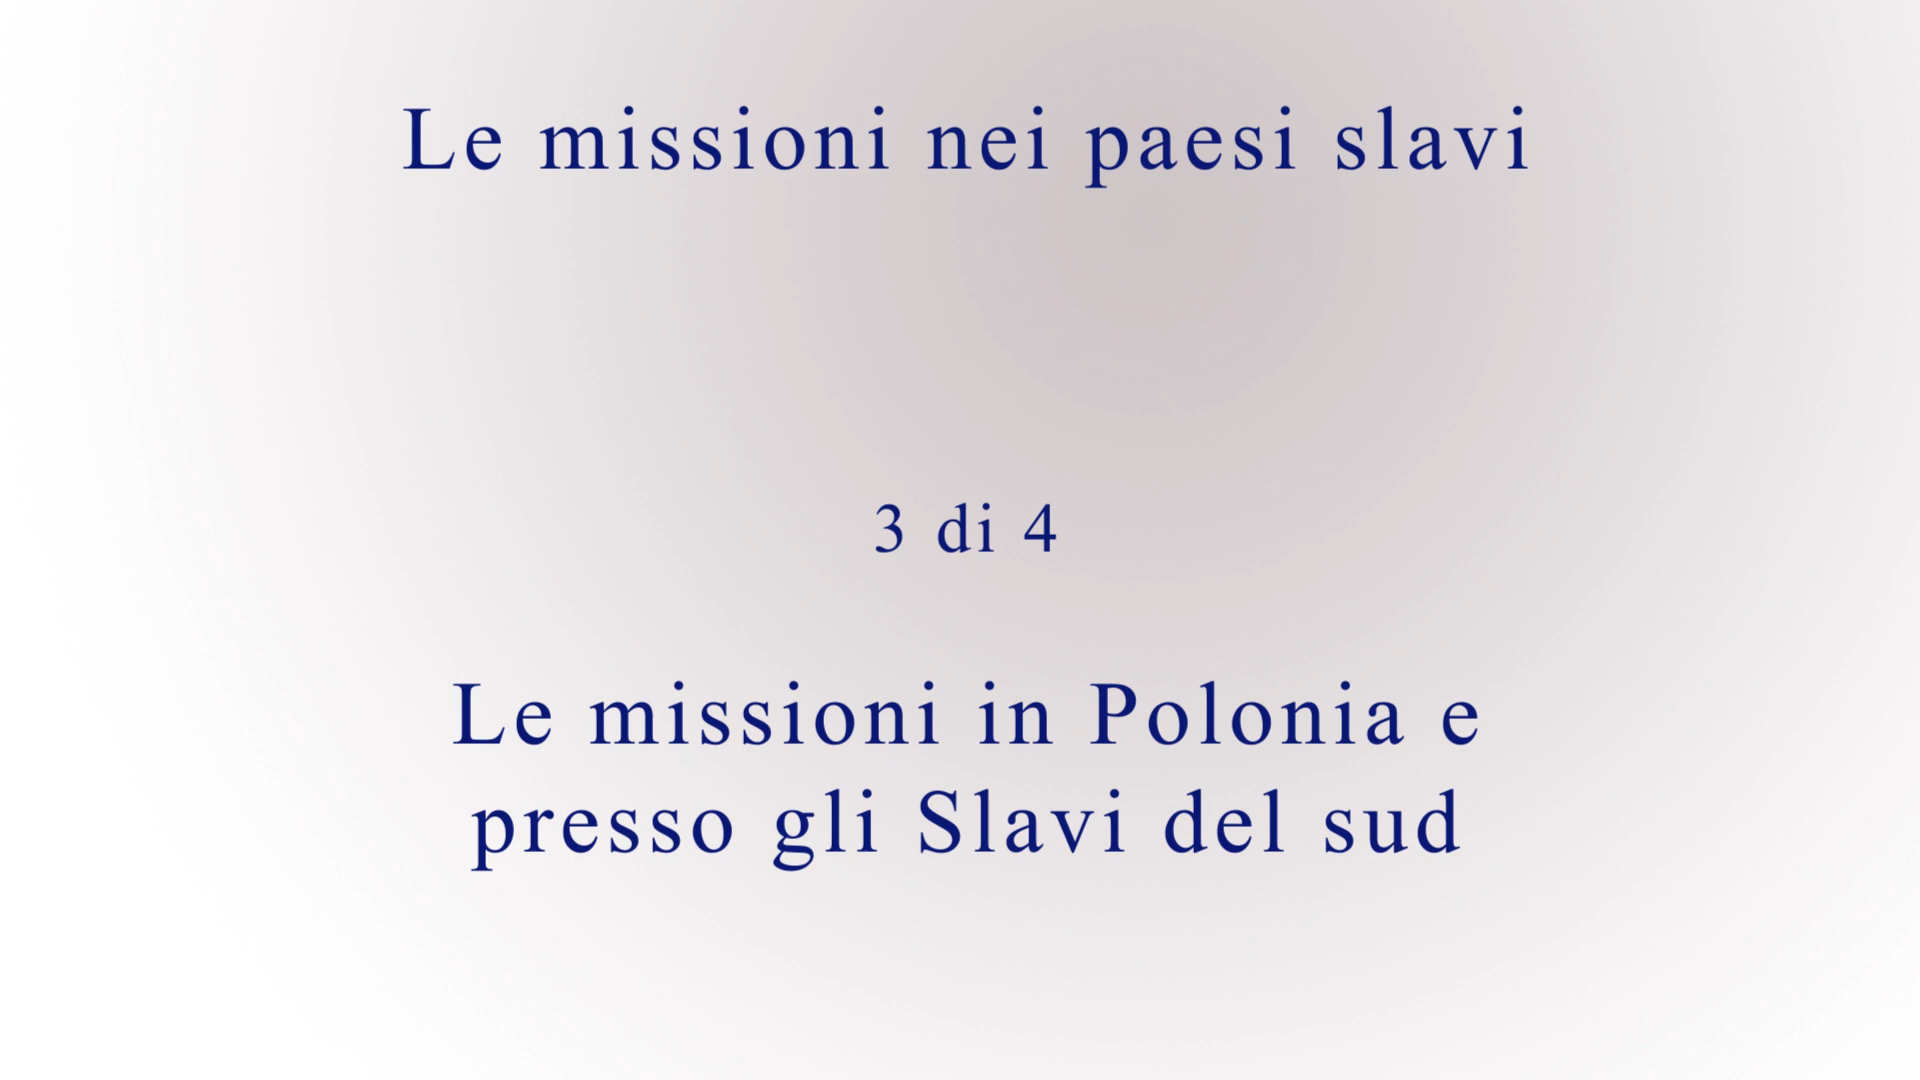 Le missioni nei paesi slavi
3 di 4
Le missioni in Polonia e
presso gli Slavi del sud